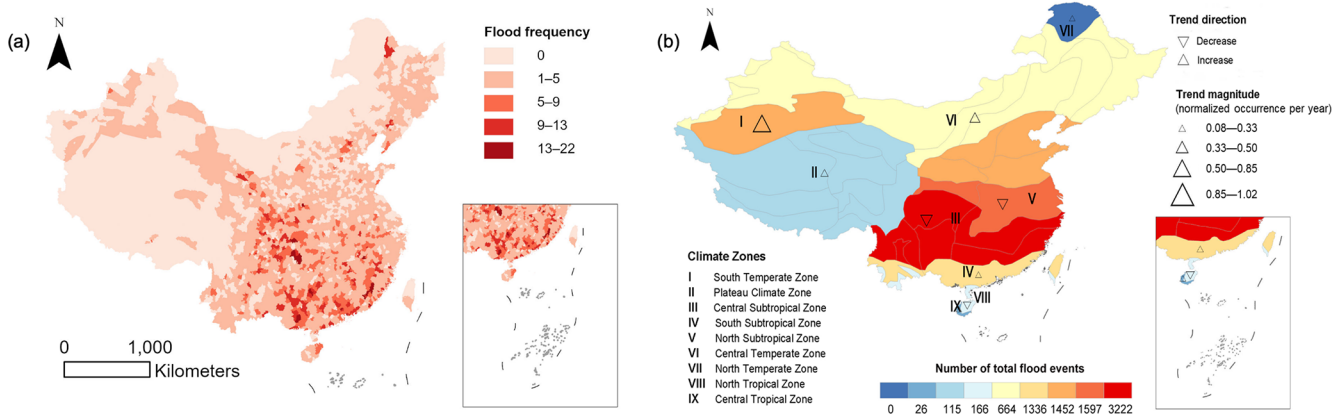 (a)
N
Flood frequency
0
1–5
5–9
9–13
13–22
0 1,000
Kilometers
(b)
N
VII
I
VI
II
III
V
IV
VIII
IX
Trend direction
Decrease
Increase
Trend magnitude
(normalized occurrence per year)
0.08—0.33
0.33—0.50
0.50—0.85
0.85—1.02
Climate Zones
I South Temperate Zone
II Plateau Climate Zone
III Central Subtropical Zone
IV South Subtropical Zone
V North Subtropical Zone
VI Central Temperate Zone
VII North Temperate Zone
VIII North Tropical Zone
IX Central Tropical Zone
Number of total flood events
0 26 115 166 664 1336 1452 1597 3222